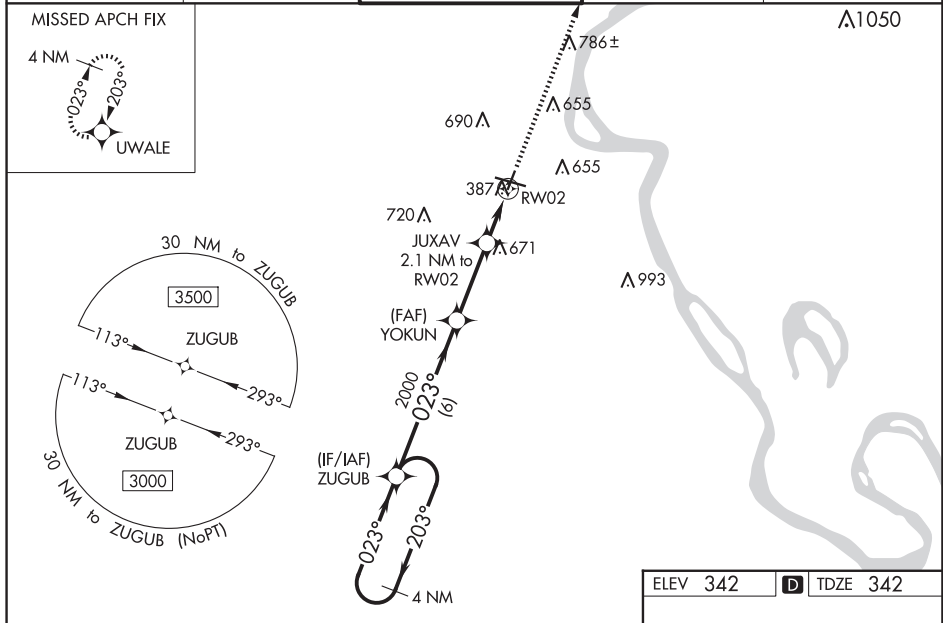 MISSED APCH FIX
4 NM
023°
203°
UWALE
1050
786±
655
690
655
387
RW02
720
JUXAV
2.1 NM to
RW02
671
993
(FAF)
YOKUN
2000
023°
(6)
(IF/IAF)
ZUGUB
023°
203°
4 NM
30 NM to ZUGUB
3500
113°
ZUGUB
293°
113°
ZUGUB
293°
3000
30 NM to ZUGUB (NoPT)
ELEV 342 D TDZE 342